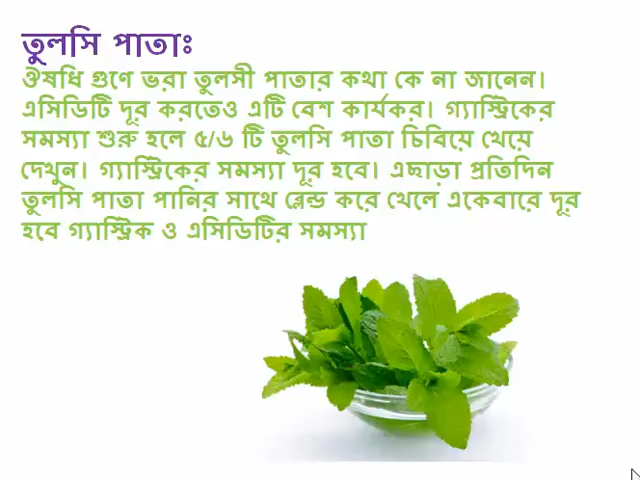 তুলসি পাতাঃ
ঔষধি গুণে ভরা তুলসী পাতার কথা কে না জানেন।
এসিডিটি দূর করতেও এটি বেশ কার্যকর। গ্যাস্ট্রিকের
সমস্যা শুরু হলে ৫/৬ টি তুলসি পাতা চিবিয়ে খেয়ে
দেখুন। গ্যাস্ট্রিকের সমস্যা দূর হবে। এছাড়া প্রতিদিন
তুলসি পাতা পানির সাথে ব্লেন্ড করে খেলে একেবারে দূর
হবে গ্যাস্ট্রিক ও এসিডিটির সমস্যা